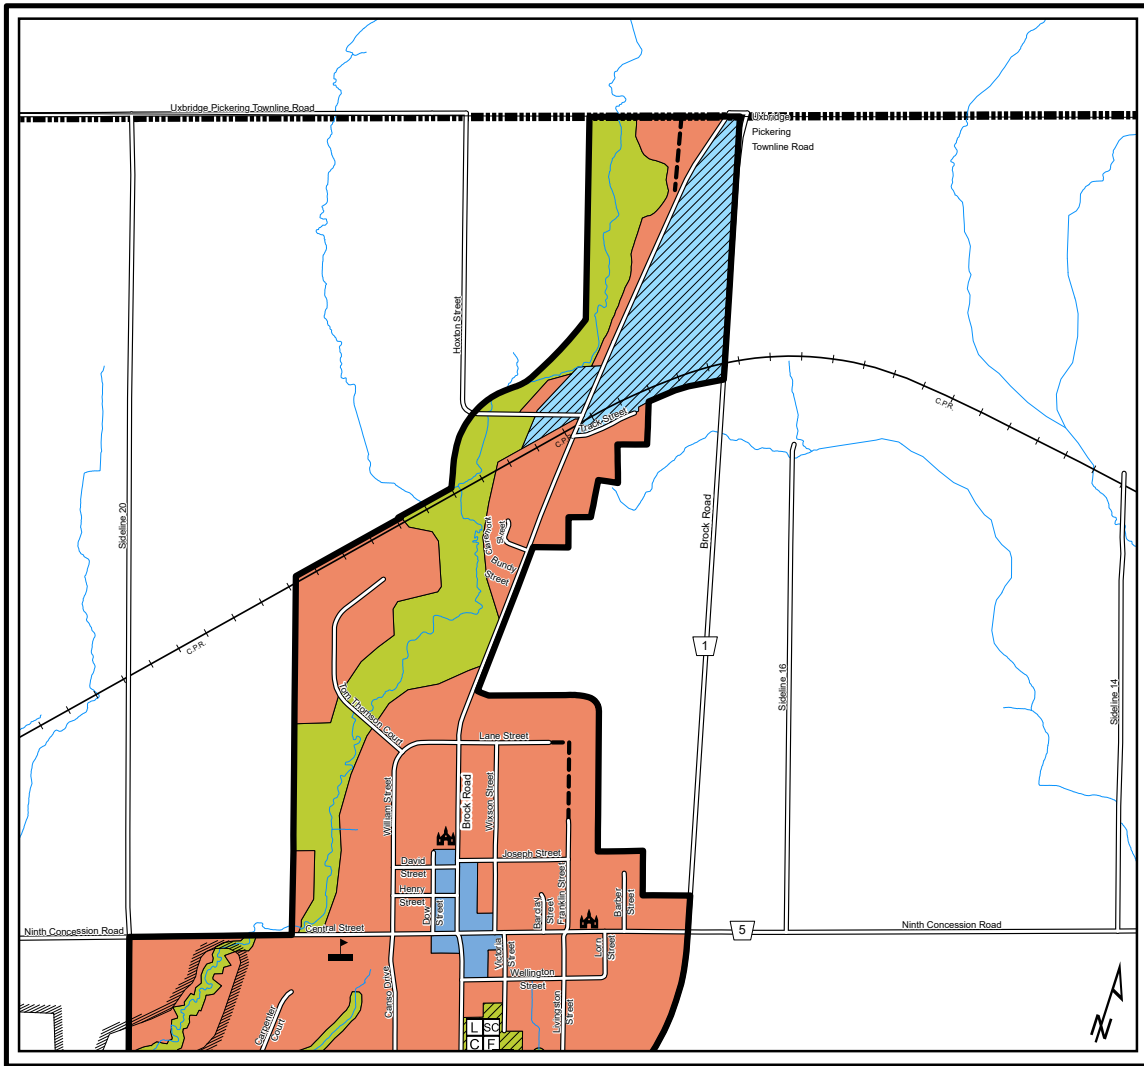 Uxbridge Pickering Townline Road
Uxbridge
Pickering
Townline Road
Hoxton Street
Track Street
C.P.R.
C.P.R.
Sideline 20
Claremont
Street
Bundy
Street
Brock Road
1
C.P.R.
Sideline 16
Sideline 14
Tom Thomson Court
Lane Street
William Street
Brock Road
Wixson Street
David
Street
Joseph Street
Henry
Street
Dow
Street
Barclay
Street
Franklin Street
Barber
Street
Ninth Concession Road
Central Street
5
Ninth Concession Road
Victoria
Street
Lorn
Street
Wellington
Street
Canso Drive
Carpenter
Court
Livingston
Street
L SC
C F
N